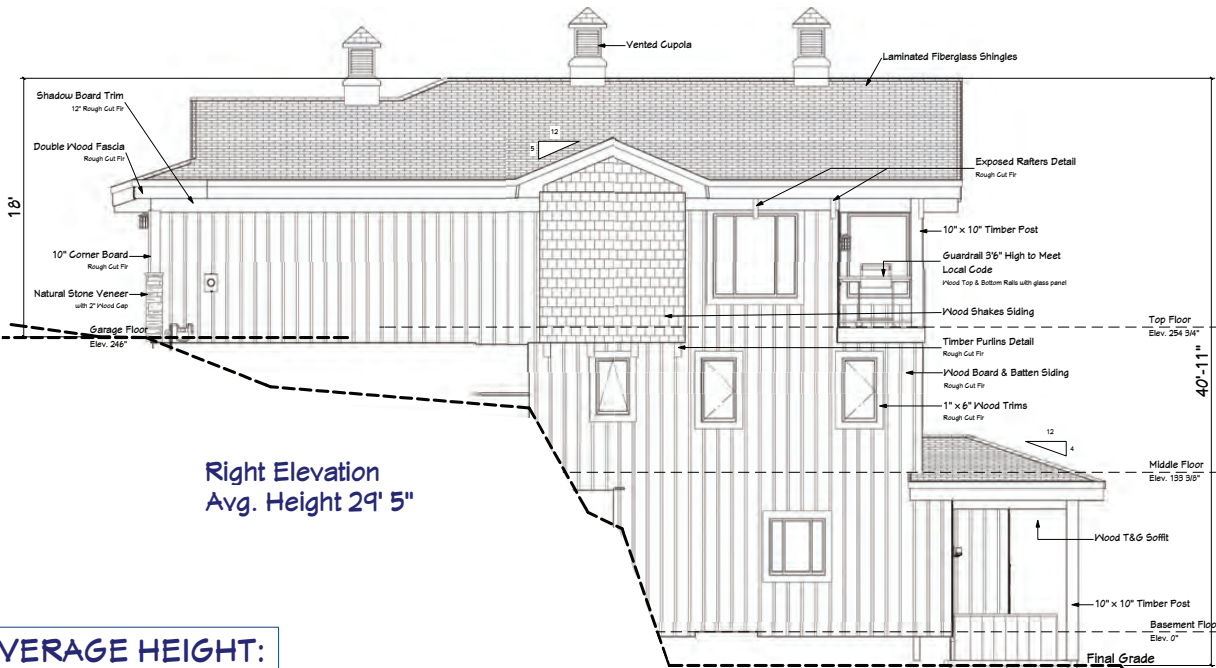 Vented Cupola
Laminated Fiberglass Shingles
Shadow Board Trim
12" Rough Cut Fir
Double Wood Fascia
Rough Cut Fir
12
5
Exposed Rafters Detail
Rough Cut Fir
18'
10" x 10" Timber Post
10" Corner Board
Rough Cut Fir
Guardrail 3'6" High to Meet
Local Code
Wood Top & Bottom Rails with glass panel
Natural Stone Veneer
with 2" Wood Cap
Wood Shakes Siding
Garage Floor
Elev. 246"
Top Floor
Elev. 254 3/4"
Timber Purlins Detail
Rough Cut Fir
Wood Board & Batten Siding
Rough Cut Fir
40'-11"
1" x 6" Wood Trims
Rough Cut Fir
12
4
Right Elevation
Avg. Height 29' 5"
Middle Floor
Elev. 133 3/8"
Wood T&G Soffit
10" x 10" Timber Post
Basement Floo
Elev. 0"
VERAGE HEIGHT:
Final Grade